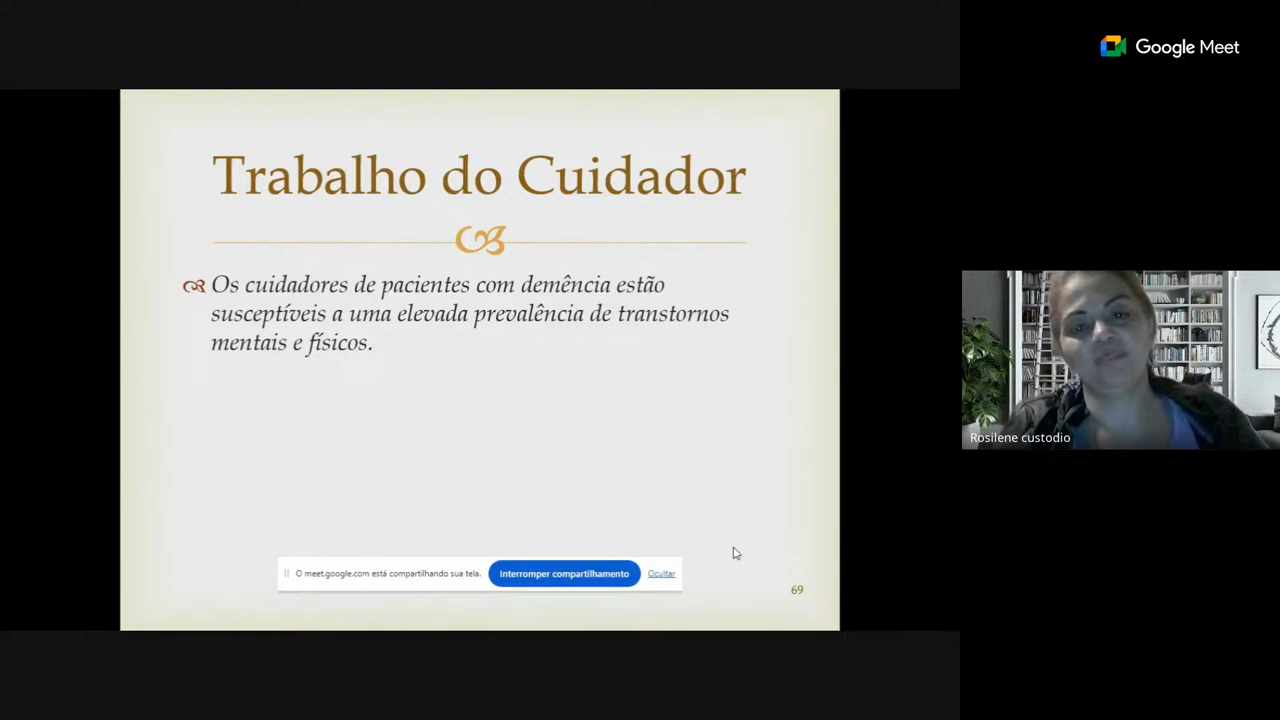 Google Meet
Trabalho do Cuidador
Os cuidadores de pacientes com demência estão
susceptíveis a uma elevada prevalência de transtornos
mentais e físicos.
Rosilene custodio
O meet.google.com está compartilhando sua tela. Interromper compartilhamento Ocultar
69